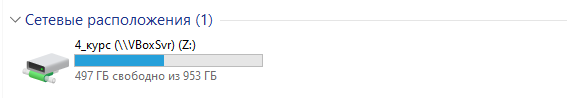 Сетевые расположения (1)
4_курс (\\VBoxSvr) (Z:)
497 ГБ свободно из 953 ГБ